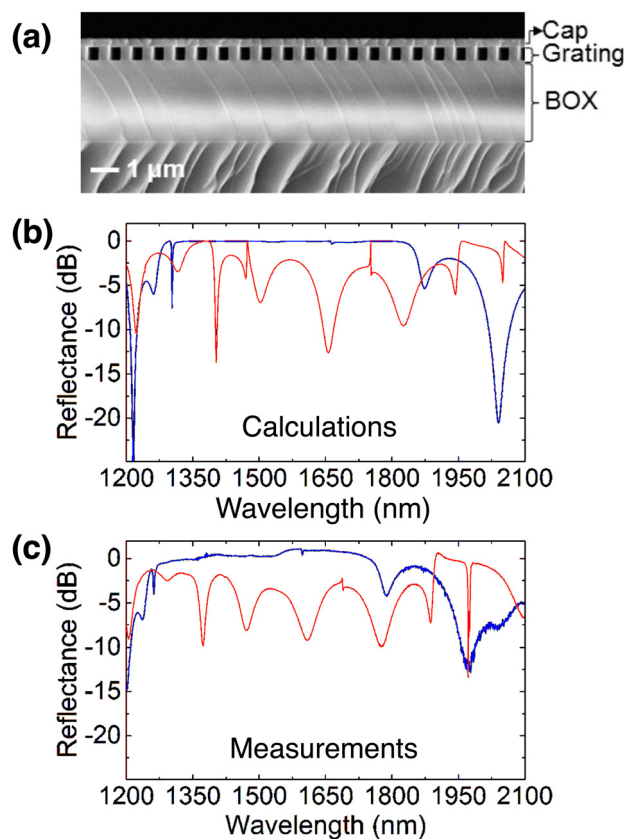 (a)
Cap
Grating
BOX
1 μm
(b)
0
-5
-10
-15
-20
Reflectance (dB)
Calculations
1200 1350 1500 1650 1800 1950 2100
Wavelength (nm)
(c)
0
-5
-10
-15
-20
Reflectance (dB)
Measurements
1200 1350 1500 1650 1800 1950 2100
Wavelength (nm)